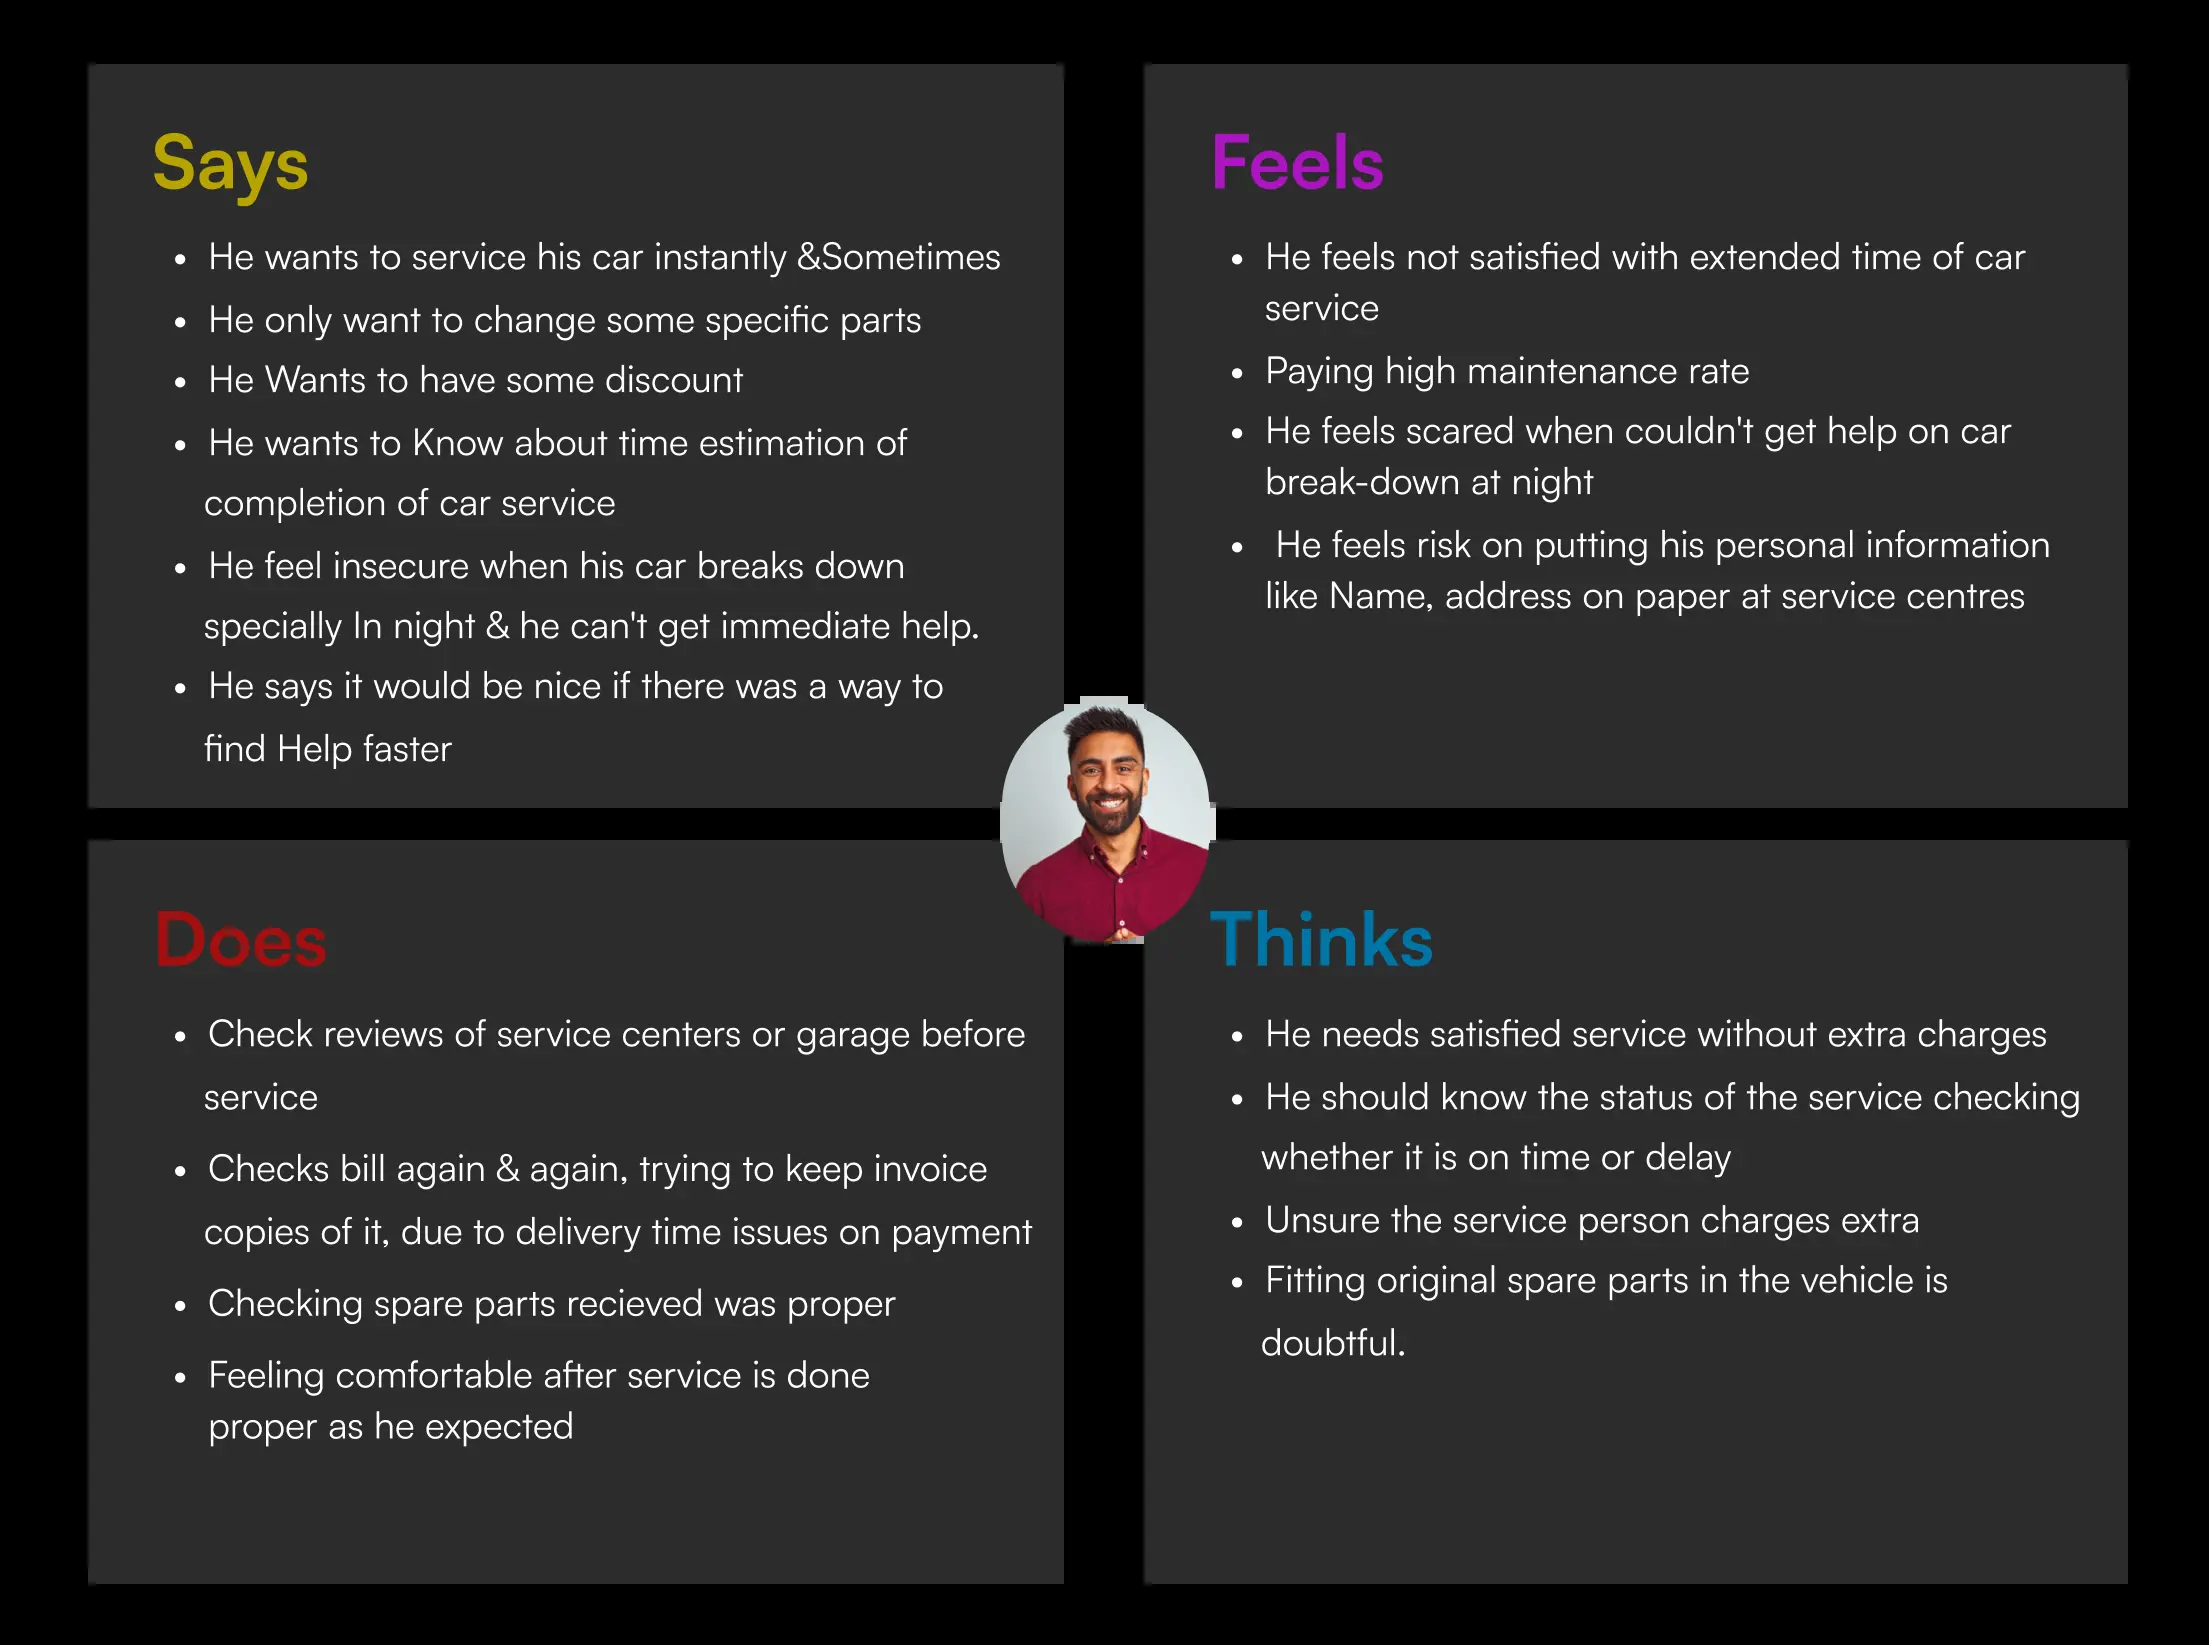 Says
• He wants to service his car instantly &Sometimes
• He only want to change some specific parts
• He Wants to have some discount
• He wants to Know about time estimation of
completion of car service
• He feel insecure when his car breaks down
specially In night & he can't get immediate help.
• He says it would be nice if there was a way to
find Help faster
Feels
• He feels not satisfied with extended time of car
service
• Paying high maintenance rate
• He feels scared when couldn't get help on car
break-down at night
• He feels risk on putting his personal information
like Name, address on paper at service centres
Does
• Check reviews of service centers or garage before
service
• Checks bill again & again, trying to keep invoice
copies of it, due to delivery time issues on payment
• Checking spare parts recieved was proper
• Feeling comfortable after service is done
proper as he expected
Thinks
• He needs satisfied service without extra charges
• He should know the status of the service checking
whether it is on time or delay
• Unsure the service person charges extra
• Fitting original spare parts in the vehicle is
doubtful.